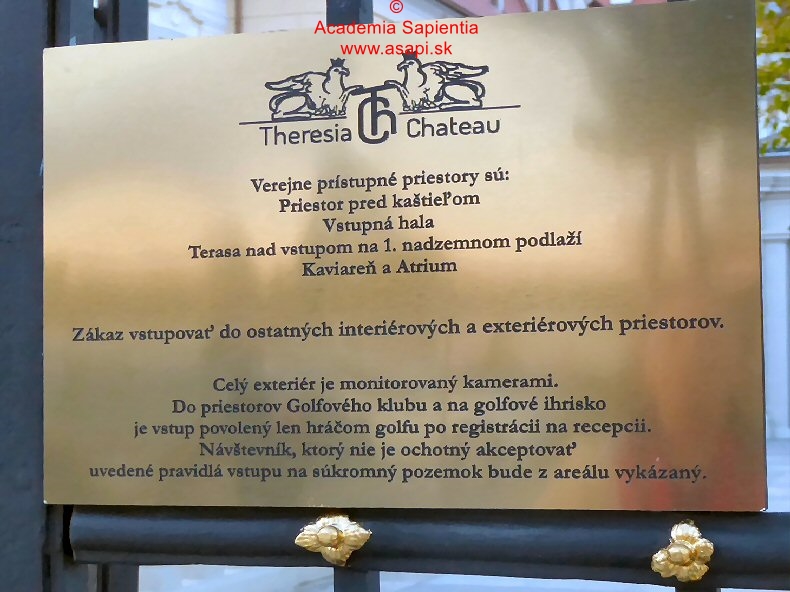 ©
Academia Sapientia
www.asapi.sk
Theresia Th Chateau
Verejne prístupné priestory sú:
Priestor pred kaštieľom
Vstupná hala
Terasa nad vstupom na 1. nadzemnom podlaží
Kaviareň a Atrium
Zákaz vstupovať do ostatných interiérových a exteriérových priestorov.
Celý exteriér je monitorovaný kamerami.
Do priestorov Golfového klubu a na golfové ihrisko
je vstup povolený len hráčom golfu po registrácii na recepcii.
Návštevník, ktorý nie je ochotný akceptovať
uvedené pravidlá vstupu na súkromný pozemok bude z areálu vykázaný.